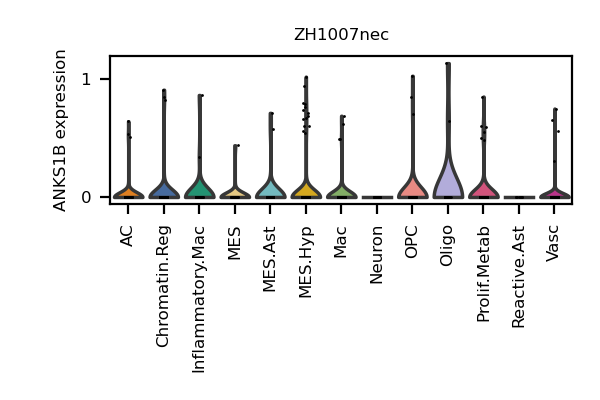 ZH1007nec
ANKS1B expression
1
0
AC
Chromatin.Reg
Inflammatory.Mac
MES
MES.Ast
MES.Hyp
Mac
Neuron
OPC
Oligo
Prolif.Metab
Reactive.Ast
Vasc